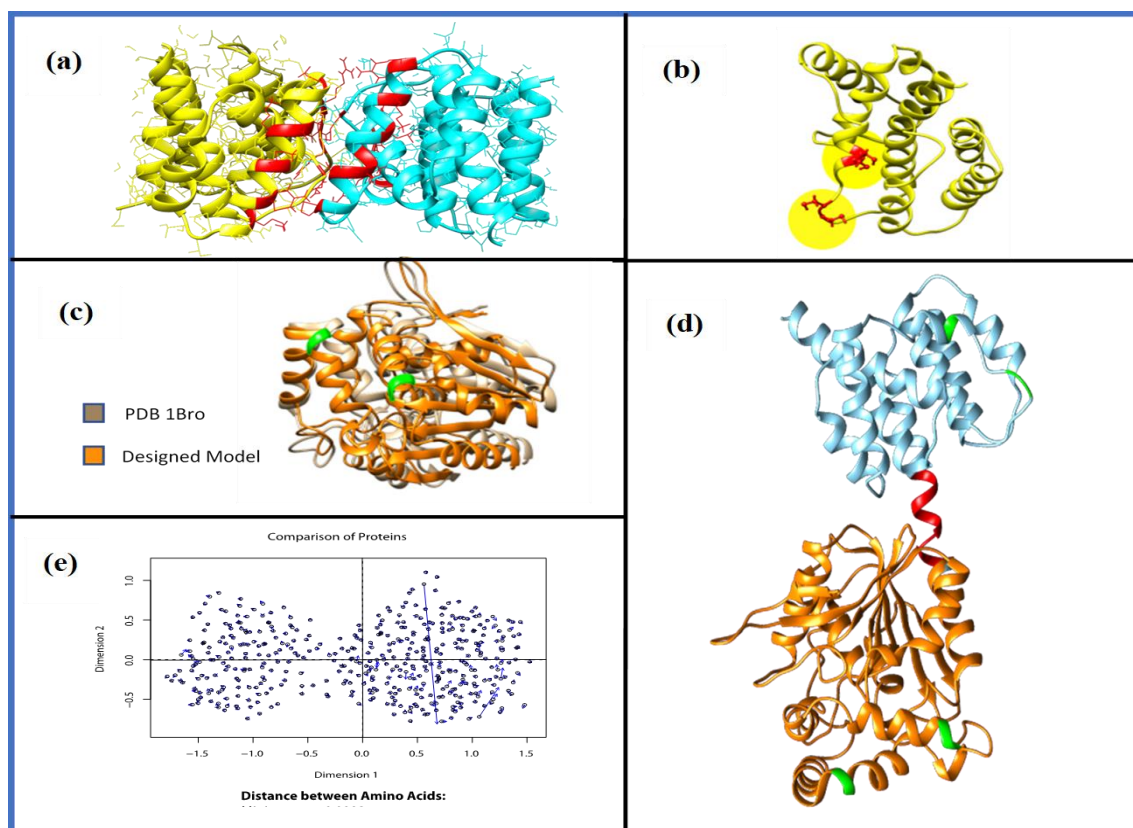 (a)
(b)
(c)
PDB 1Bro
Designed Model
(d)
(e)
Comparison of Proteins
Dimension 2
1.0
0.5
0.0
−0.5
−1.5
−1.0
−0.5
0.0
0.5
1.0
1.5
Dimension 1
Distance between Amino Acids: